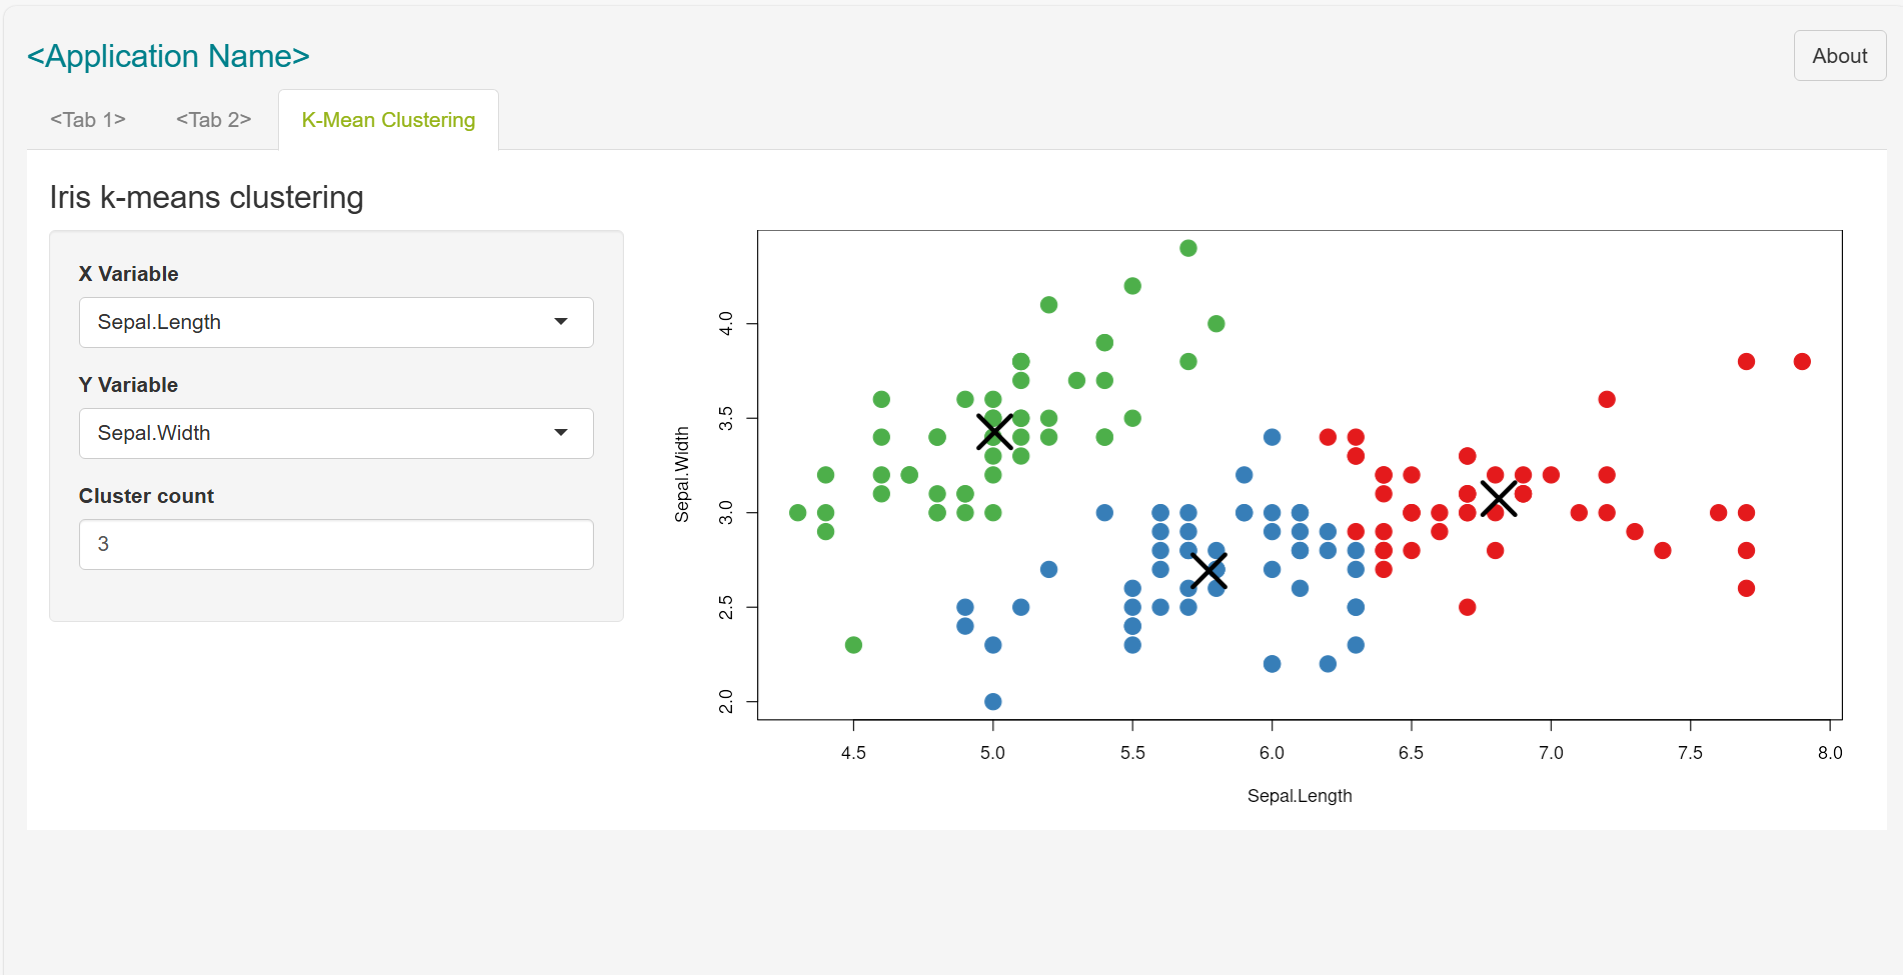 <Application Name>
About
<Tab 1>
<Tab 2>
K-Mean Clustering
Iris k-means clustering
X Variable
Sepal.Length
Y Variable
Sepal.Width
Cluster count
3
Sepal.Width
4.0
3.5
3.0
2.5
2.0
4.5 5.0 5.5 6.0 6.5 7.0 7.5 8.0
Sepal.Length